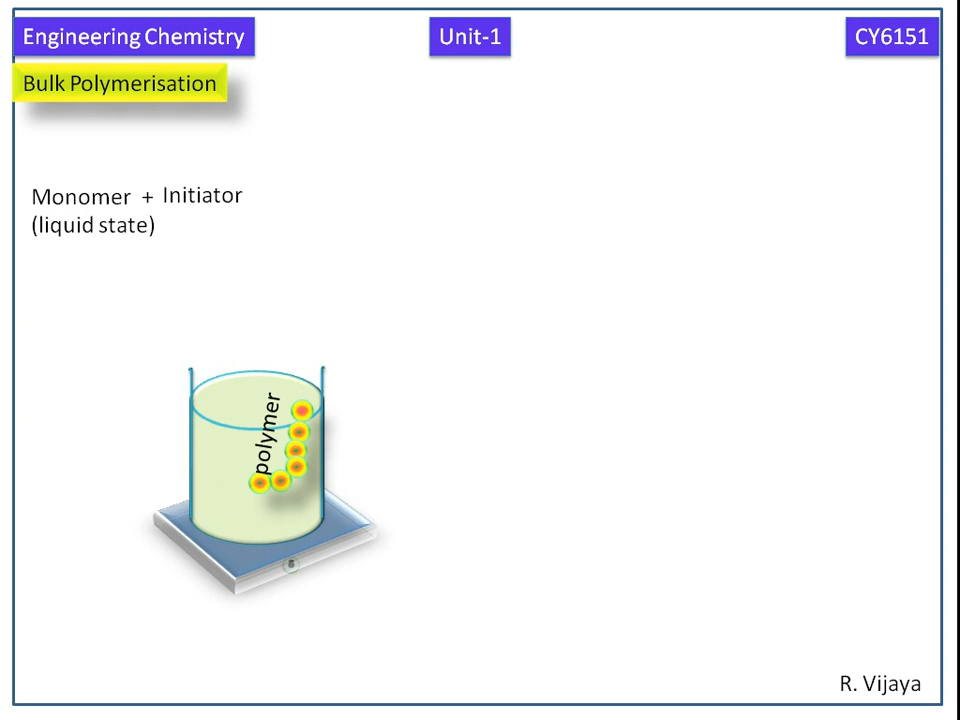 Engineering Chemistry
Unit-1
CY6151
Bulk Polymerisation
Monomer + Initiator
(liquid state)
polymer
R. Vijaya